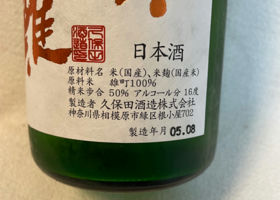 雄
日本酒
原材料名 米(国産)、米麹(国産米)
原料米 雄町100%
精米歩合 50% アルコール分 16度
製造者 久保田酒造株式会社
神奈川県相模原市緑区根小屋702
製造年月 05.08